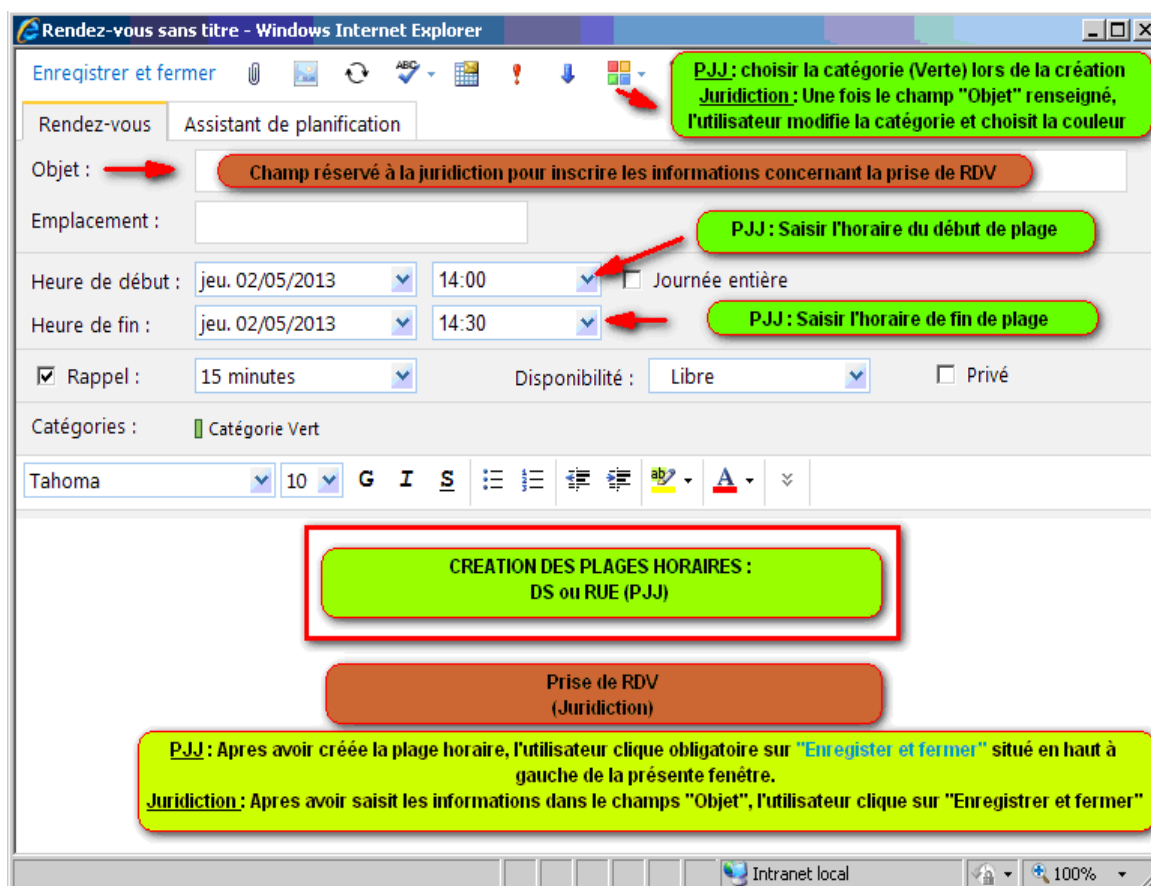 Rendez-vous sans titre - Windows Internet Explorer
Enregistrer et fermer
ABC
PJJ : choisir la catégorie (Verte) lors de la création
Juridiction : Une fois le champ "Objet" renseigné,
l'utilisateur modifie la catégorie et choisit la couleur
Rendez-vous Assistant de planification
Objet : Champ réservé à la juridiction pour inscrire les informations concernant la prise de RDV
Emplacement :
PJJ : Saisir l'horaire du début de plage
Heure de début : jeu. 02/05/2013 14:00 Journée entière
Heure de fin : jeu. 02/05/2013 14:30 PJJ : Saisir l'horaire de fin de plage
Rappel : 15 minutes Disponibilité : Libre Privé
Catégories : Catégorie Vert
Tahoma 10 G I S ab A
CREATION DES PLAGES HORAIRES :
DS ou RUE (PJJ)
Prise de RDV
(Juridiction)
PJJ : Apres avoir créée la plage horaire, l'utilisateur clique obligatoire sur "Enregister et fermer" situé en haut à
gauche de la présente fenêtre.
Juridiction : Apres avoir saisit les informations dans le champs "Objet", l'utilisateur clique sur "Enregistrer et fermer"
Intranet local 100%